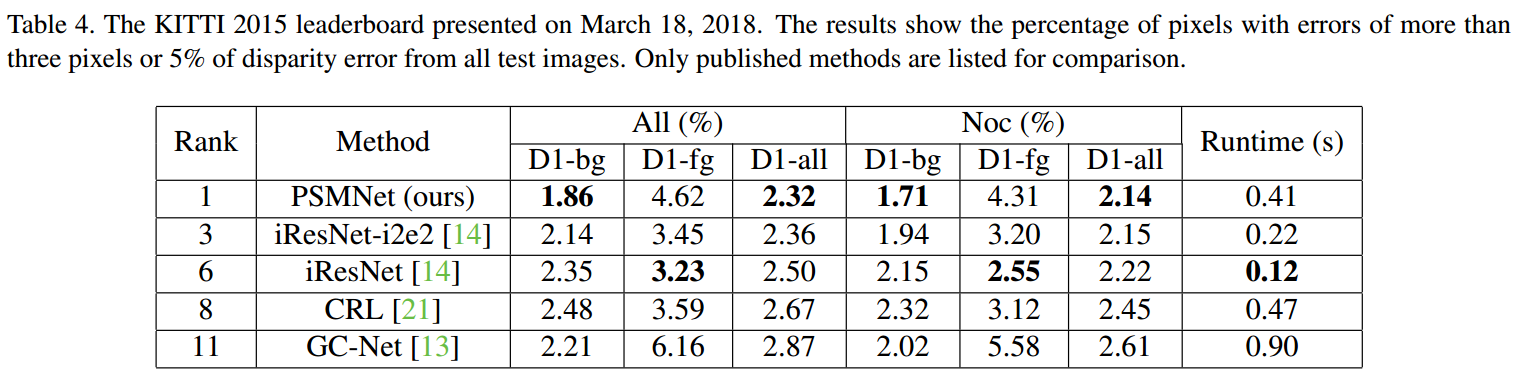 Table 4. The KITTI 2015 leaderboard presented on March 18, 2018. The results show the percentage of pixels with errors of more than
three pixels or 5% of disparity error from all test images. Only published methods are listed for comparison.
Rank Method All (%) Noc (%) Runtime (s)
D1-bg D1-fg D1-all D1-bg D1-fg D1-all
1 PSMNet (ours) 1.86 4.62 2.32 1.71 4.31 2.14 0.41
3 iResNet-i2e2 [14] 2.14 3.45 2.36 1.94 3.20 2.15 0.22
6 iResNet [14] 2.35 3.23 2.50 2.15 2.55 2.22 0.12
8 CRL [21] 2.48 3.59 2.67 2.32 3.12 2.45 0.47
11 GC-Net [13] 2.21 6.16 2.87 2.02 5.58 2.61 0.90